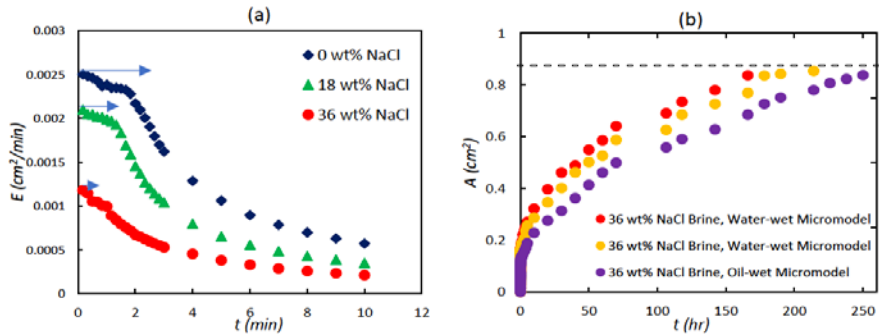 (a)
E (cm²/min)
0.003
0.0025
0.002
0.0015
0.001
0.0005
0
0 wt% NaCl
18 wt% NaCl
36 wt% NaCl
0 2 4 6 8 10 12
t (min)
(b)
A (cm²)
1
0.8
0.6
0.4
0.2
0
36 wt% NaCl Brine, Water-wet Micromodel
36 wt% NaCl Brine, Water-wet Micromodel
36 wt% NaCl Brine, Oil-wet Micromodel
0 50 100 150 200 250
t (hr)